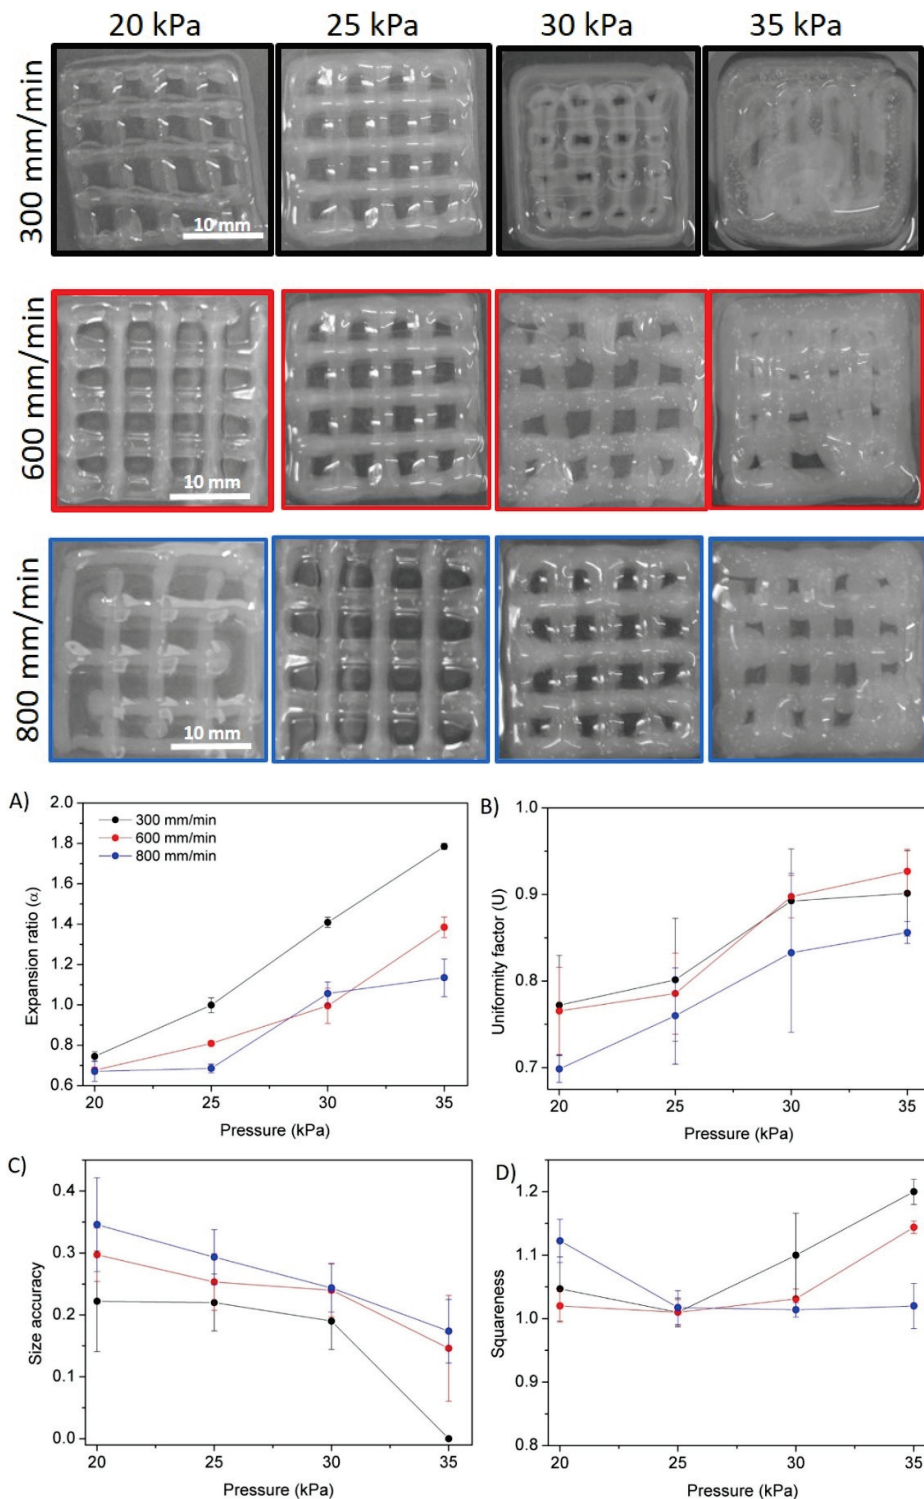 20 kPa 25 kPa 30 kPa 35 kPa
300 mm/min
10 mm
600 mm/min
10 mm
800 mm/min
10 mm
A)
2.0
1.8
1.6
1.4
1.2
1.0
0.8
0.6
Expansion ratio (α)
300 mm/min
600 mm/min
800 mm/min
20 25 30 35
Pressure (kPa)
B)
1.0
0.9
0.8
0.7
Uniformity factor (U)
20 25 30 35
Pressure (kPa)
C)
0.4
0.3
0.2
0.1
0.0
Size accuracy
20 25 30 35
Pressure (kPa)
D)
1.2
1.1
1.0
0.9
0.8
Squareness
20 25 30 35
Pressure (kPa)